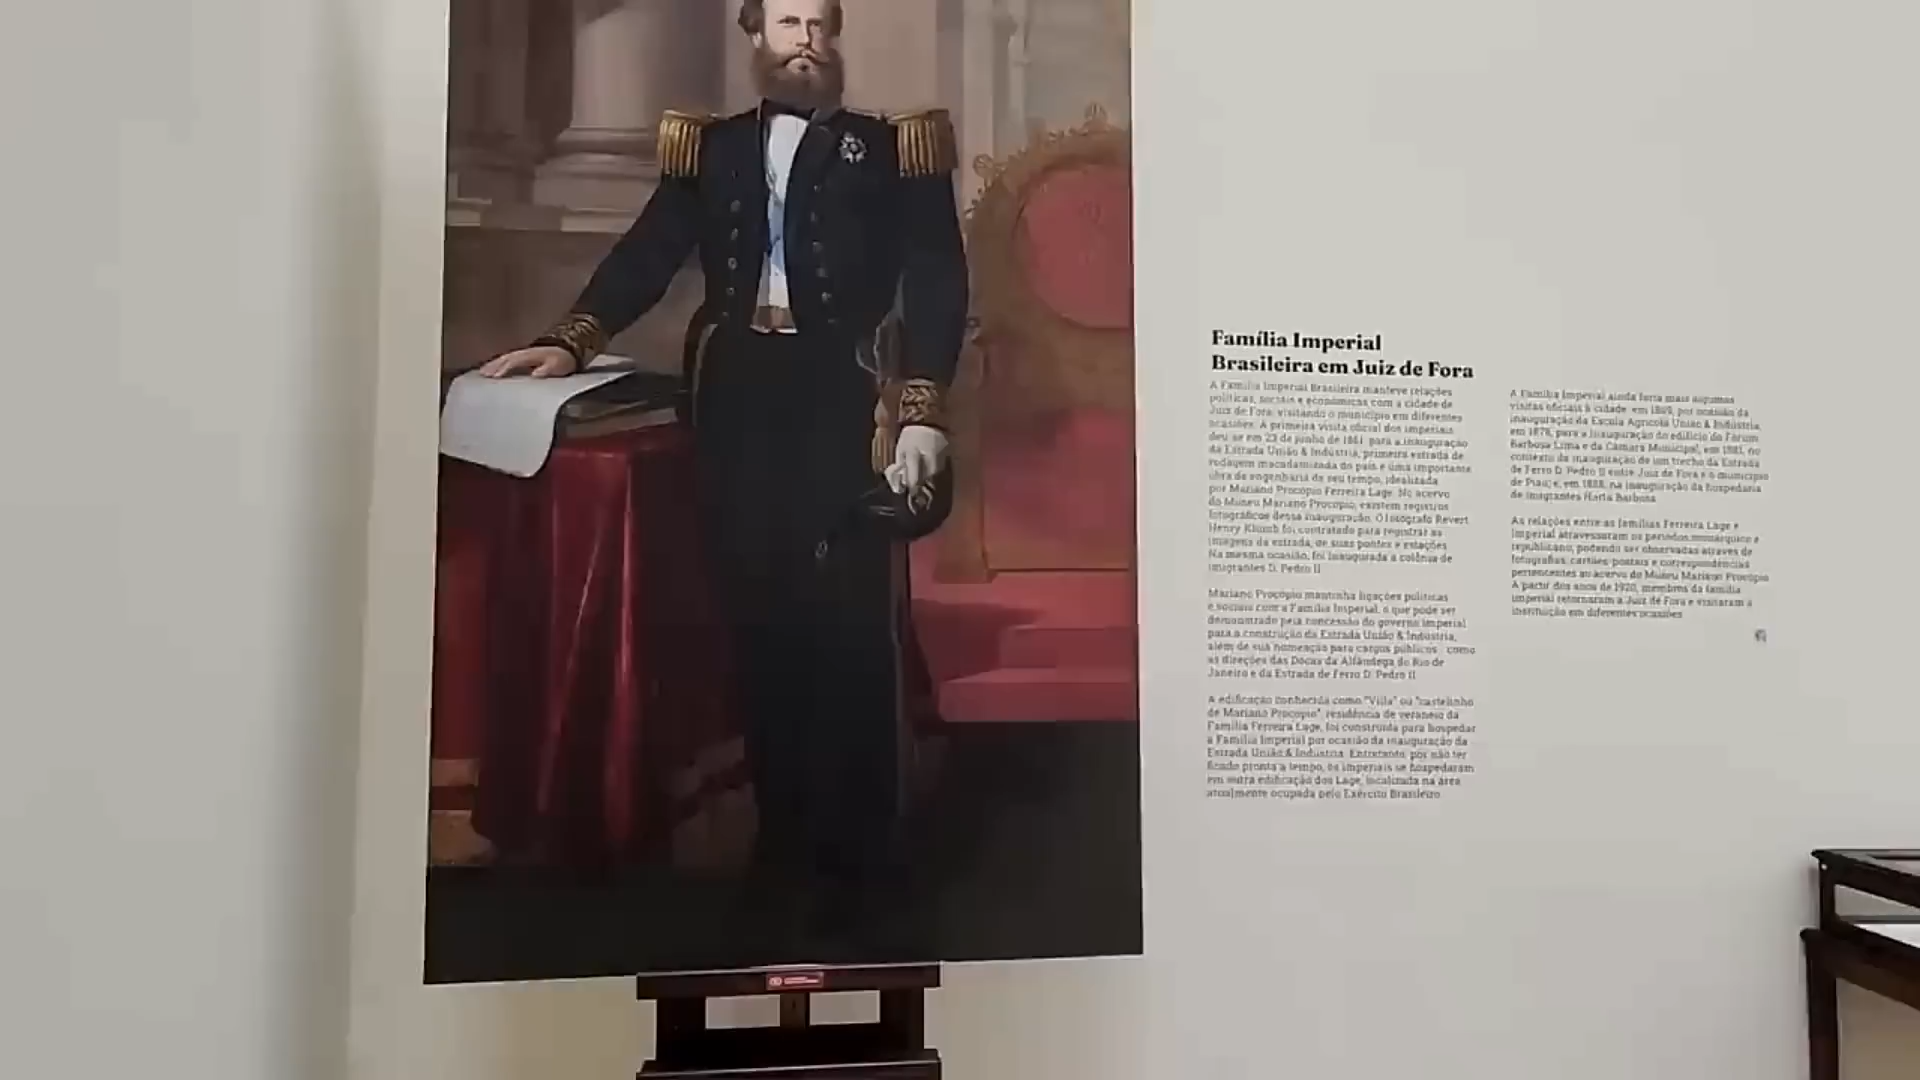 Família Imperial
Brasileira em Juiz de Fora
A Família Imperial Brasileira manteve relações
políticas, sociais e econômicas com a cidade de
Juiz de Fora, visitando o município em diferentes
ocasiões. A primeira visita oficial dos imperiais
deu-se em 23 de junho de 1861, para a inauguração
da Estrada União & Indústria, primeira estrada de
rodagem macadamizada do país e uma importante
obra de engenharia de seu tempo, idealizada
por Mariano Procópio Ferreira Lage. No acervo
do Museu Mariano Procópio, existem registros
fotográficos dessa inauguração. O fotógrafo Revert
Henry Klumb foi contratado para registrar as
imagens da estrada, de suas pontes e estações.
Na mesma ocasião, foi inaugurada a colônia de
imigrantes D. Pedro II.
Mariano Procópio mantinha ligações políticas
e sociais com a Família Imperial, o que pode ser
demonstrado pela concessão do governo imperial
para a construção da Estrada União & Indústria,
além de sua nomeação para cargos públicos - como
as direções das Docas da Alfândega do Rio de
Janeiro e da Estrada de Ferro D. Pedro II.
A edificação conhecida como "Villa" ou "castelinho
de Mariano Procópio", residência de veraneio da
Família Ferreira Lage, foi construída para hospedar
a Família Imperial por ocasião da inauguração da
Estrada União & Indústria. Entretanto, por não ter
ficado pronta a tempo, os imperiais se hospedaram
em outra edificação dos Lage, localizada na área
atualmente ocupada pelo Exército Brasileiro.
A Família Imperial ainda faria mais algumas
visitas oficiais à cidade: em 1869, por ocasião da
inauguração da Escola Agrícola União & Indústria,
em 1878, para a inauguração do edifício do Fórum
Barbosa Lima e da Câmara Municipal, em 1881, no
contexto da inauguração de um trecho da Estrada
de Ferro D. Pedro II entre Juiz de Fora e o município
de Piau; e, em 1888, na inauguração da hospedaria
de imigrantes Horta Barbosa.
As relações entre as famílias Ferreira Lage e
Imperial atravessaram os períodos monárquico e
republicano, podendo ser observadas através de
fotografias, cartões-postais e correspondências
pertencentes ao acervo do Museu Mariano Procópio.
A partir dos anos de 1920, membros da família
imperial retornaram a Juiz de Fora e visitaram a
instituição em diferentes ocasiões.